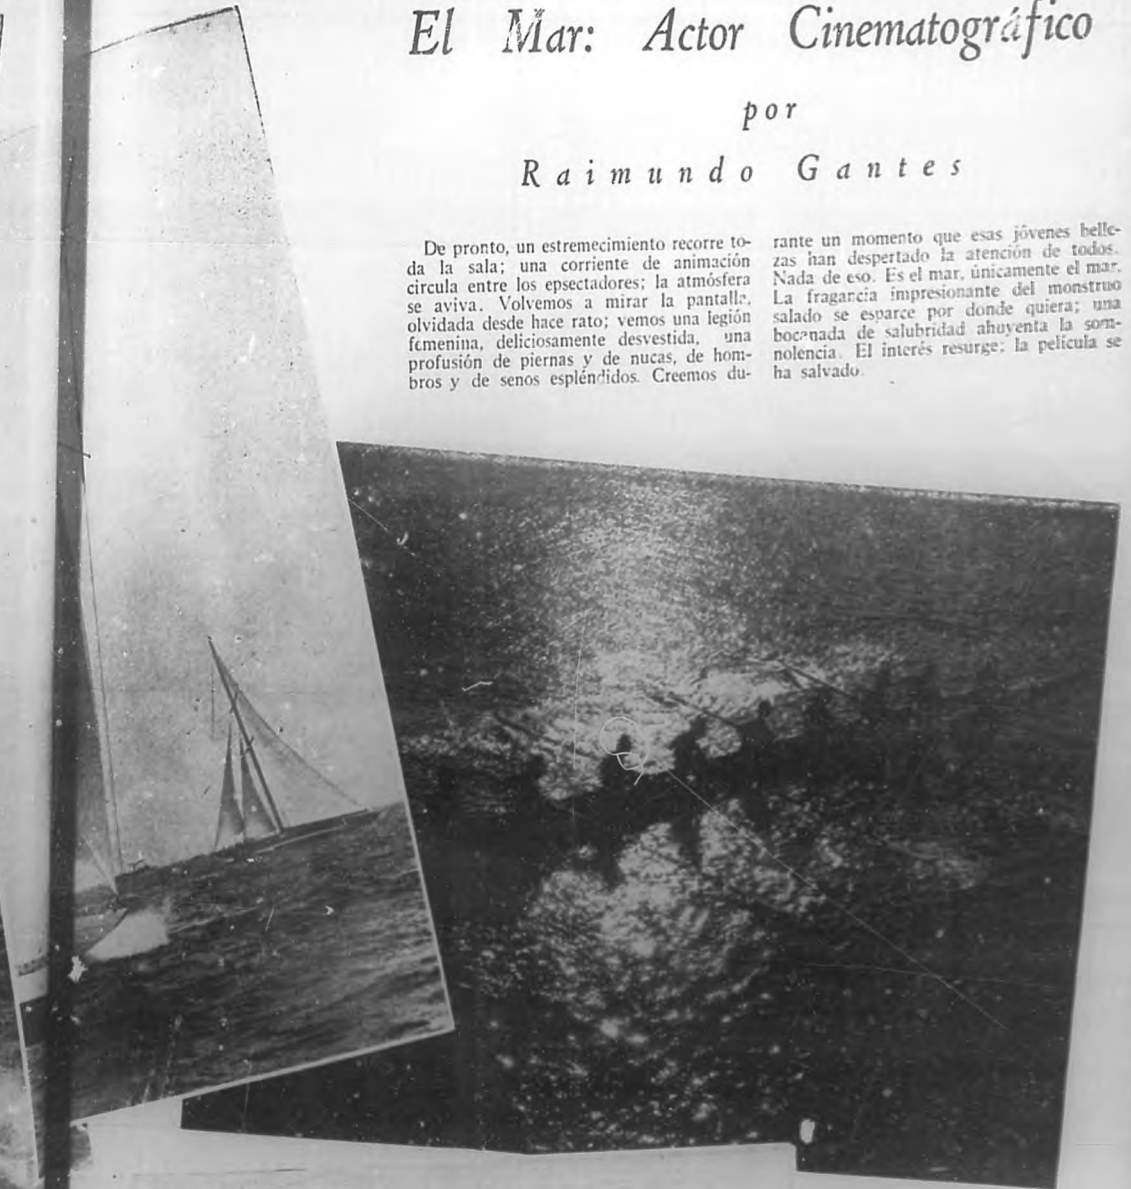 El Mar: Actor Cinematográfico
por
Raimundo Gantes
De pronto, un estremecimiento recorre to-
da la sala; una corriente de animación
circula entre los epsectadores; la atmósfera
se aviva. Volvemos a mirar la pantalla,
olvidada desde hace rato; vemos una legión
femenina, deliciosamente desvestida, una
profusión de piernas y de nucas, de hom-
bros y de senos espléndidos. Creemos du-
rante un momento que esas jóvenes belle-
zas han despertado la atención de todos.
Nada de eso. Es el mar, únicamente el mar.
La fragancia impresionante del monstruo
salado se esparce por donde quiera; una
bocanada de salubridad ahuyenta la som-
nolencia. El interés resurge; la película se
ha salvado.